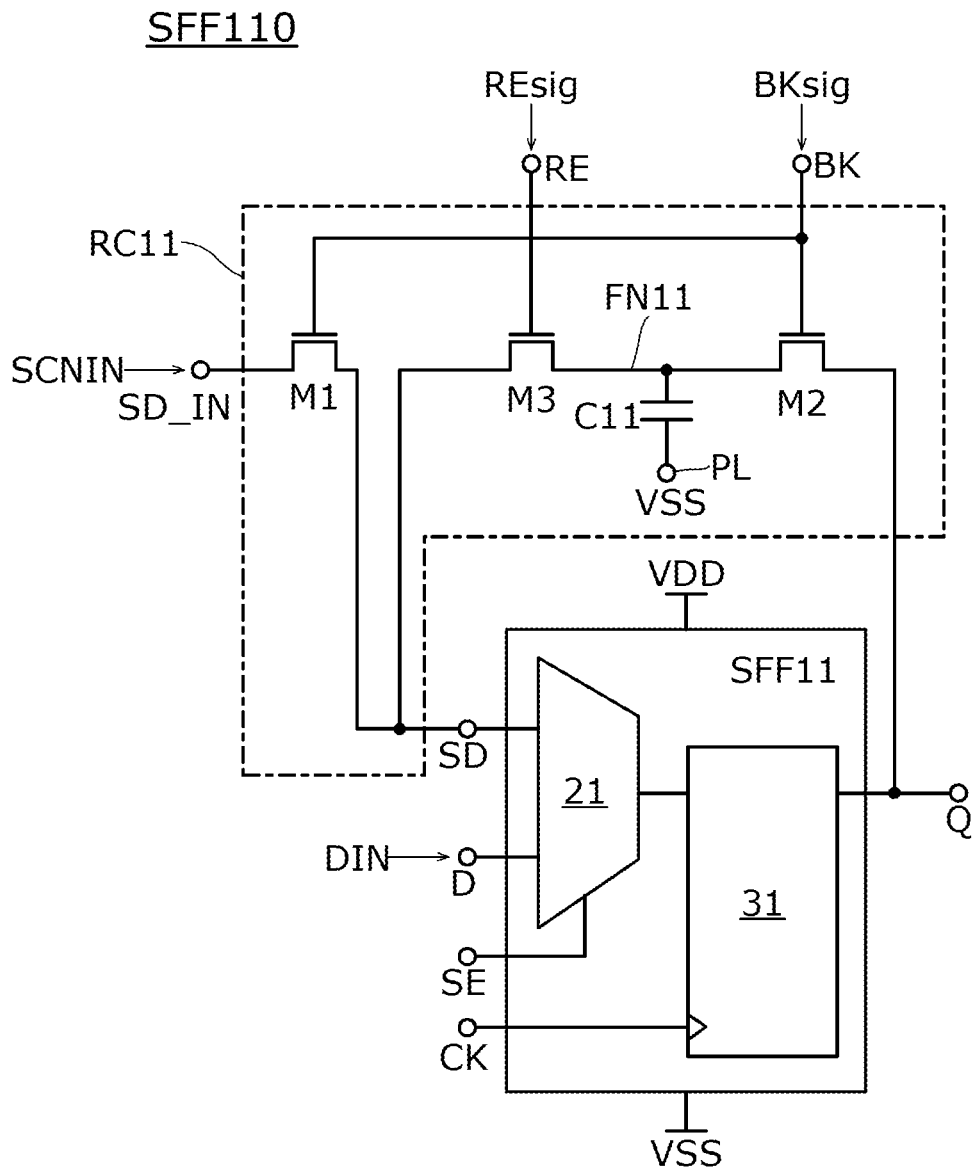 SFF110
REsig
BKsig
RE
BK
RC11
FN11
SCNIN
SD_IN
M1
M3
C11
M2
PL
VSS
VDD
SFF11
SD
21
Q
DIN
D
31
SE
CK
VSS